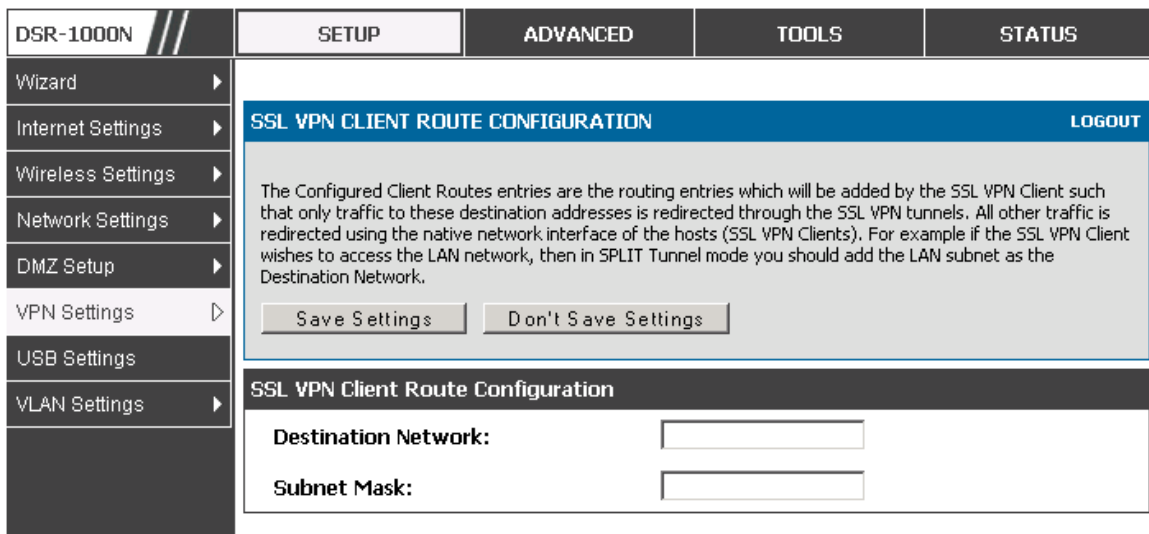 DSR-1000N
SETUP
ADVANCED
TOOLS
STATUS
Wizard
Internet Settings
Wireless Settings
Network Settings
DMZ Setup
VPN Settings
USB Settings
VLAN Settings
SSL VPN CLIENT ROUTE CONFIGURATION
LOGOUT
The Configured Client Routes entries are the routing entries which will be added by the SSL VPN Client such
that only traffic to these destination addresses is redirected through the SSL VPN tunnels. All other traffic is
redirected using the native network interface of the hosts (SSL VPN Clients). For example if the SSL VPN Client
wishes to access the LAN network, then in SPLIT Tunnel mode you should add the LAN subnet as the
Destination Network.
Save Settings
Don't Save Settings
SSL VPN Client Route Configuration
Destination Network:
Subnet Mask: